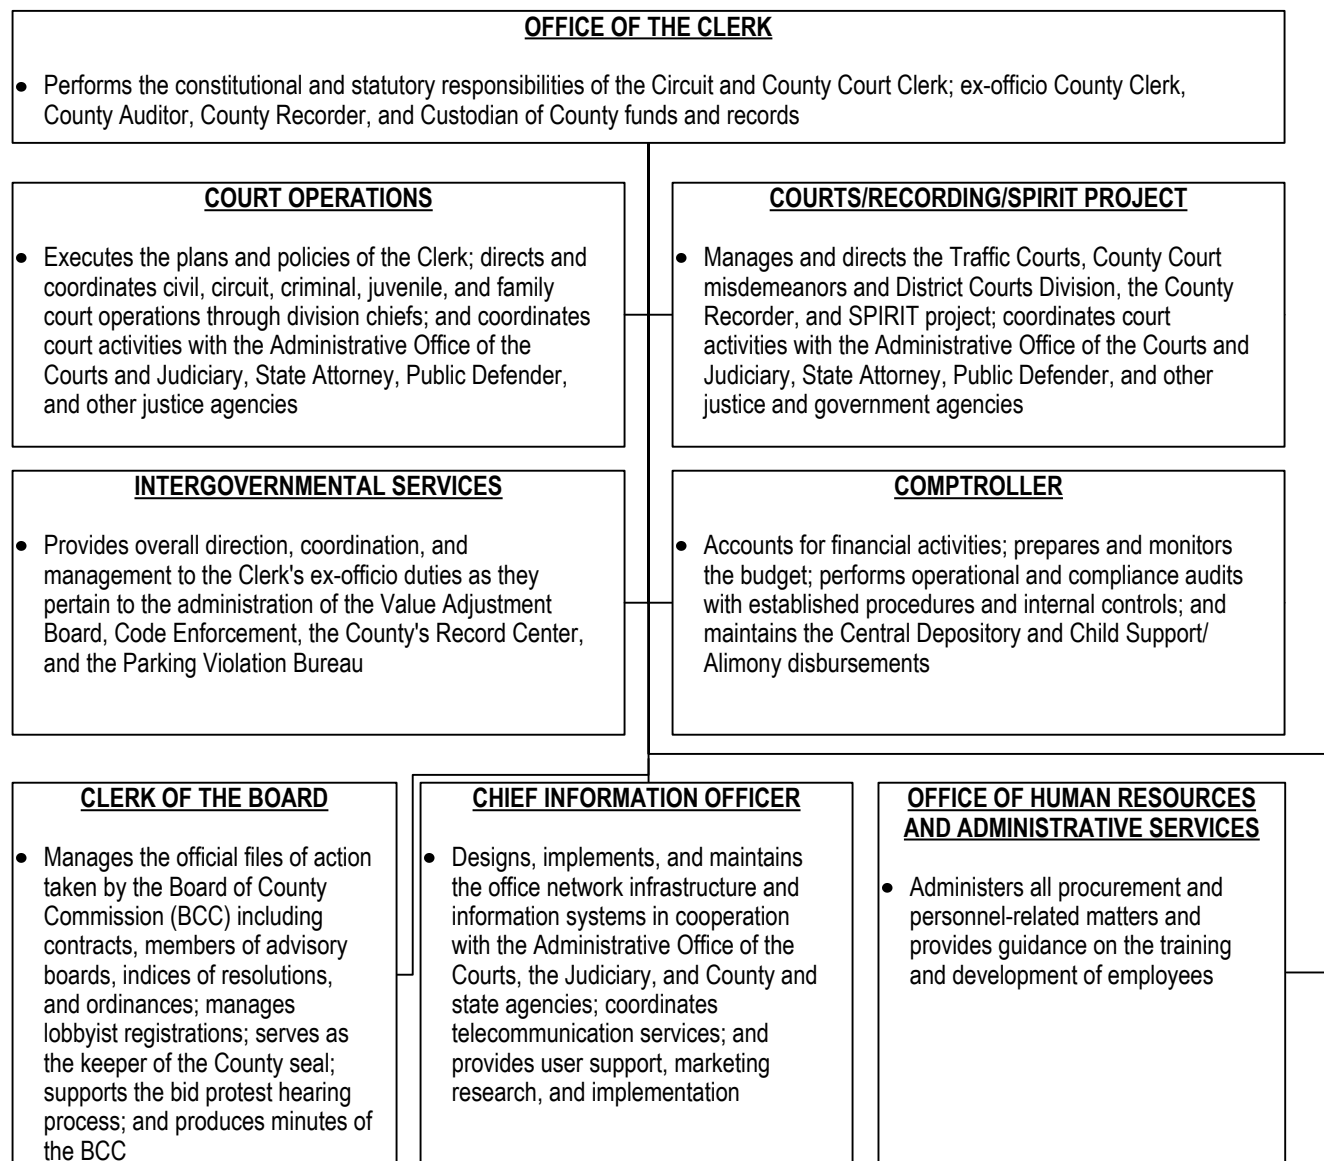 OFFICE OF THE CLERK
• Performs the constitutional and statutory responsibilities of the Circuit and County Court Clerk; ex-officio County Clerk,
County Auditor, County Recorder, and Custodian of County funds and records
COURT OPERATIONS
• Executes the plans and policies of the Clerk; directs and
coordinates civil, circuit, criminal, juvenile, and family
court operations through division chiefs; and coordinates
court activities with the Administrative Office of the
Courts and Judiciary, State Attorney, Public Defender,
and other justice agencies
COURTS/RECORDING/SPIRIT PROJECT
• Manages and directs the Traffic Courts, County Court
misdemeanors and District Courts Division, the County
Recorder, and SPIRIT project; coordinates court
activities with the Administrative Office of the Courts and
Judiciary, State Attorney, Public Defender, and other
justice and government agencies
INTERGOVERNMENTAL SERVICES
• Provides overall direction, coordination, and
management to the Clerk's ex-officio duties as they
pertain to the administration of the Value Adjustment
Board, Code Enforcement, the County's Record Center,
and the Parking Violation Bureau
COMPTROLLER
• Accounts for financial activities; prepares and monitors
the budget; performs operational and compliance audits
with established procedures and internal controls; and
maintains the Central Depository and Child Support/
Alimony disbursements
CLERK OF THE BOARD
• Manages the official files of action
taken by the Board of County
Commission (BCC) including
contracts, members of advisory
boards, indices of resolutions,
and ordinances; manages
lobbyist registrations; serves as
the keeper of the County seal;
supports the bid protest hearing
process; and produces minutes of
the BCC
CHIEF INFORMATION OFFICER
• Designs, implements, and maintains
the office network infrastructure and
information systems in cooperation
with the Administrative Office of the
Courts, the Judiciary, and County and
state agencies; coordinates
telecommunication services; and
provides user support, marketing
research, and implementation
OFFICE OF HUMAN RESOURCES
AND ADMINISTRATIVE SERVICES
• Administers all procurement and
personnel-related matters and
provides guidance on the training
and development of employees